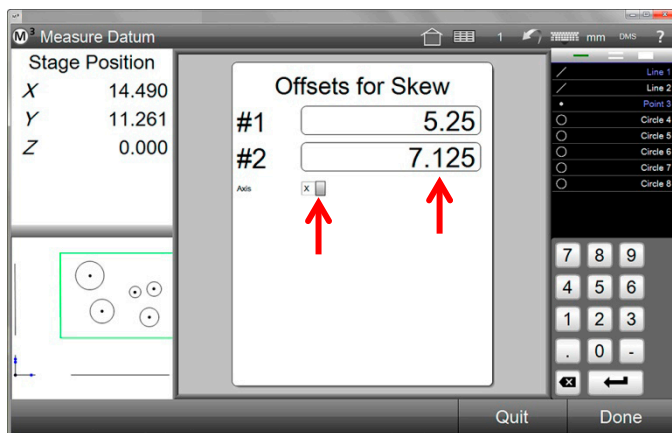 M3 Measure Datum
1
mm
DMS
?
Stage Position
X 14.490
Y 11.261
Z 0.000
Offsets for Skew
#1 5.25
#2 7.125
Axis X
Line 1
Line 2
Point 3
Circle 4
Circle 5
Circle 6
Circle 7
Circle 8
7 8 9
4 5 6
1 2 3
. 0 -
Quit
Done